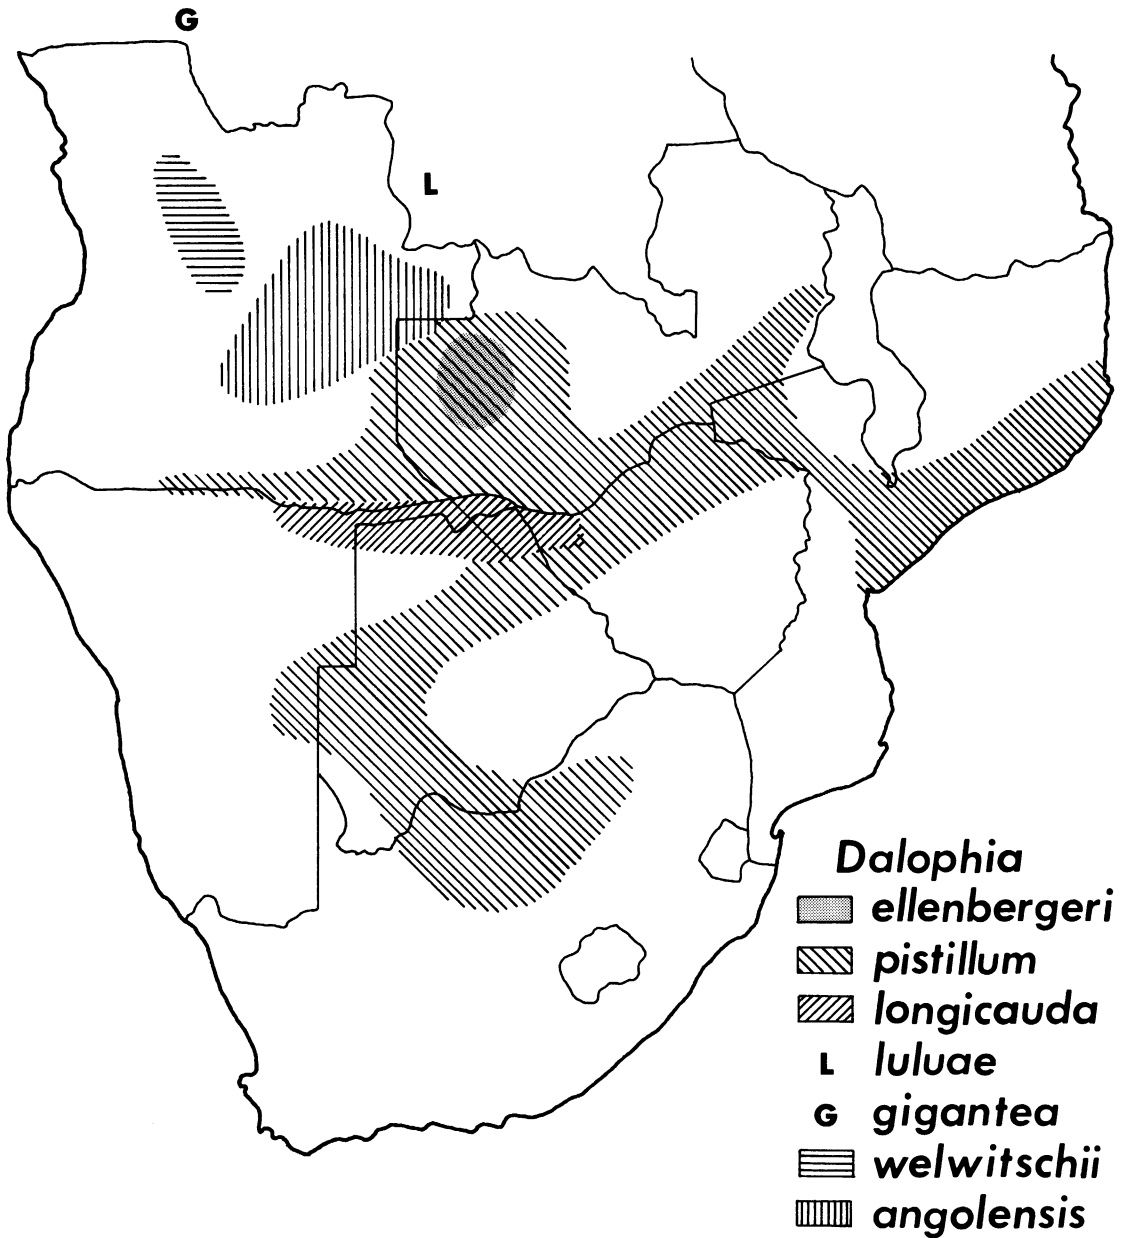 G
L
Dalophia
ellenbergeri
pistillum
longicauda
L luluae
G gigantea
welwitschii
angolensis